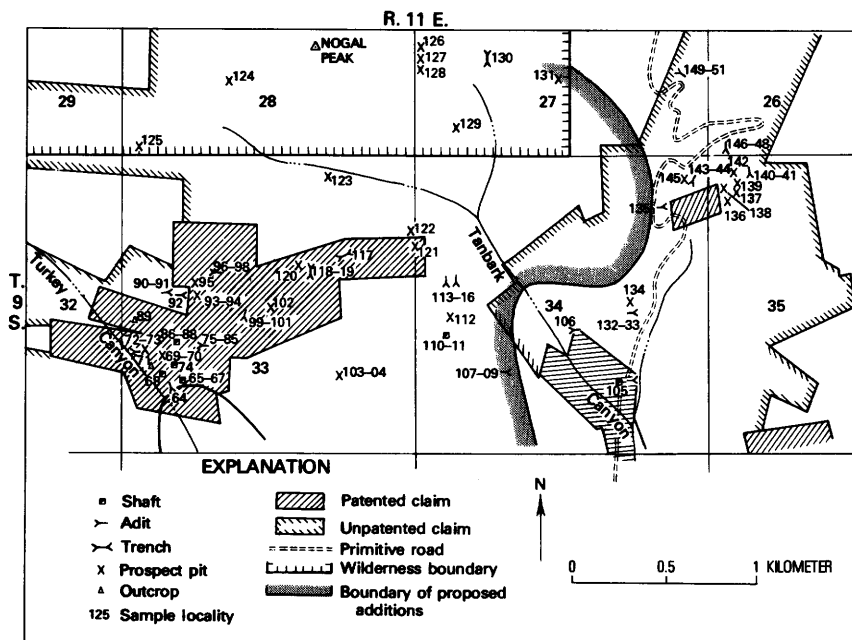 R. 11 E.
NOGAL
PEAK
126
127
128
130
149–51
124
131
29
28
27
26
129
125
146–48
142
143–44
140–41
145
139
137
138
136
135
123
122
121
117
96–98
118–19
120
Turkey
Canyon
90–91
95
92
93–94
102
99–101
89
86–88
72–73
75–85
69–70
74
68
65–67
64
T.
9
S.
32
33
34
35
Tanbark
Canyon
113–16
112
110–11
107–09
103–04
134
132–33
106
105
EXPLANATION
Shaft
Adit
Trench
Prospect pit
Outcrop
125 Sample locality
Patented claim
Unpatented claim
Primitive road
Wilderness boundary
Boundary of proposed
additions
N
0 0.5 1 KILOMETER